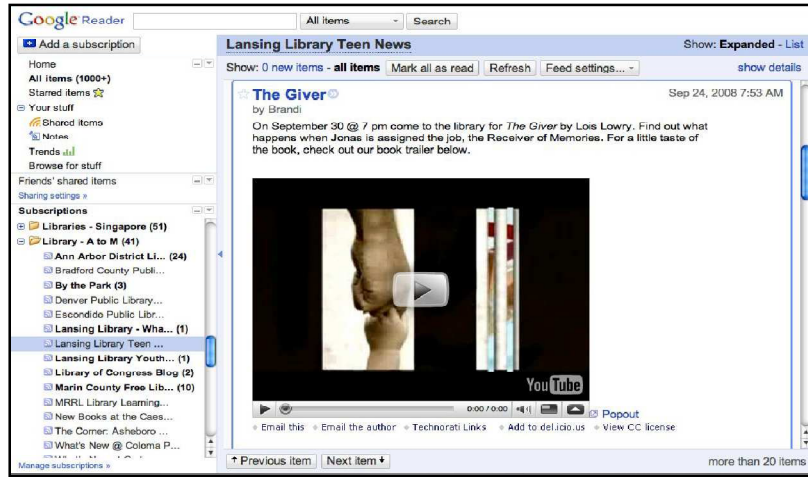 Google Reader
All items
Search
Add a subscription
Home
All items (1000+)
Starred items
Your stuff
Shared items
Notes
Trends
Browse for stuff
Friends' shared items
Sharing settings »
Subscriptions
Libraries - Singapore (51)
Library - A to M (41)
Ann Arbor District Li... (24)
Bradford County Publi...
By the Park (3)
Denver Public Library...
Escondido Public Libr...
Lansing Library - Wha... (1)
Lansing Library Teen ...
Lansing Library Youth... (1)
Library of Congress Blog (2)
Marin County Free Lib... (10)
MRRL Library Learning...
New Books at the Caes...
The Corner: Asheboro ...
What's New @ Coloma P...
Manage subscriptions »
Lansing Library Teen News
Show: Expanded - List
Show: 0 new items - all items Mark all as read Refresh Feed settings...
show details
The Giver
Sep 24, 2008 7:53 AM
by Brandi
On September 30 @ 7 pm come to the library for The Giver by Lois Lowry. Find out what
happens when Jonas is assigned the job, the Receiver of Memories. For a little taste of
the book, check out our book trailer below.
YouTube
0:00 / 0:00
Popout
Email this Email the author Technorati Links Add to del.icio.us View CC license
Previous item Next item
more than 20 items